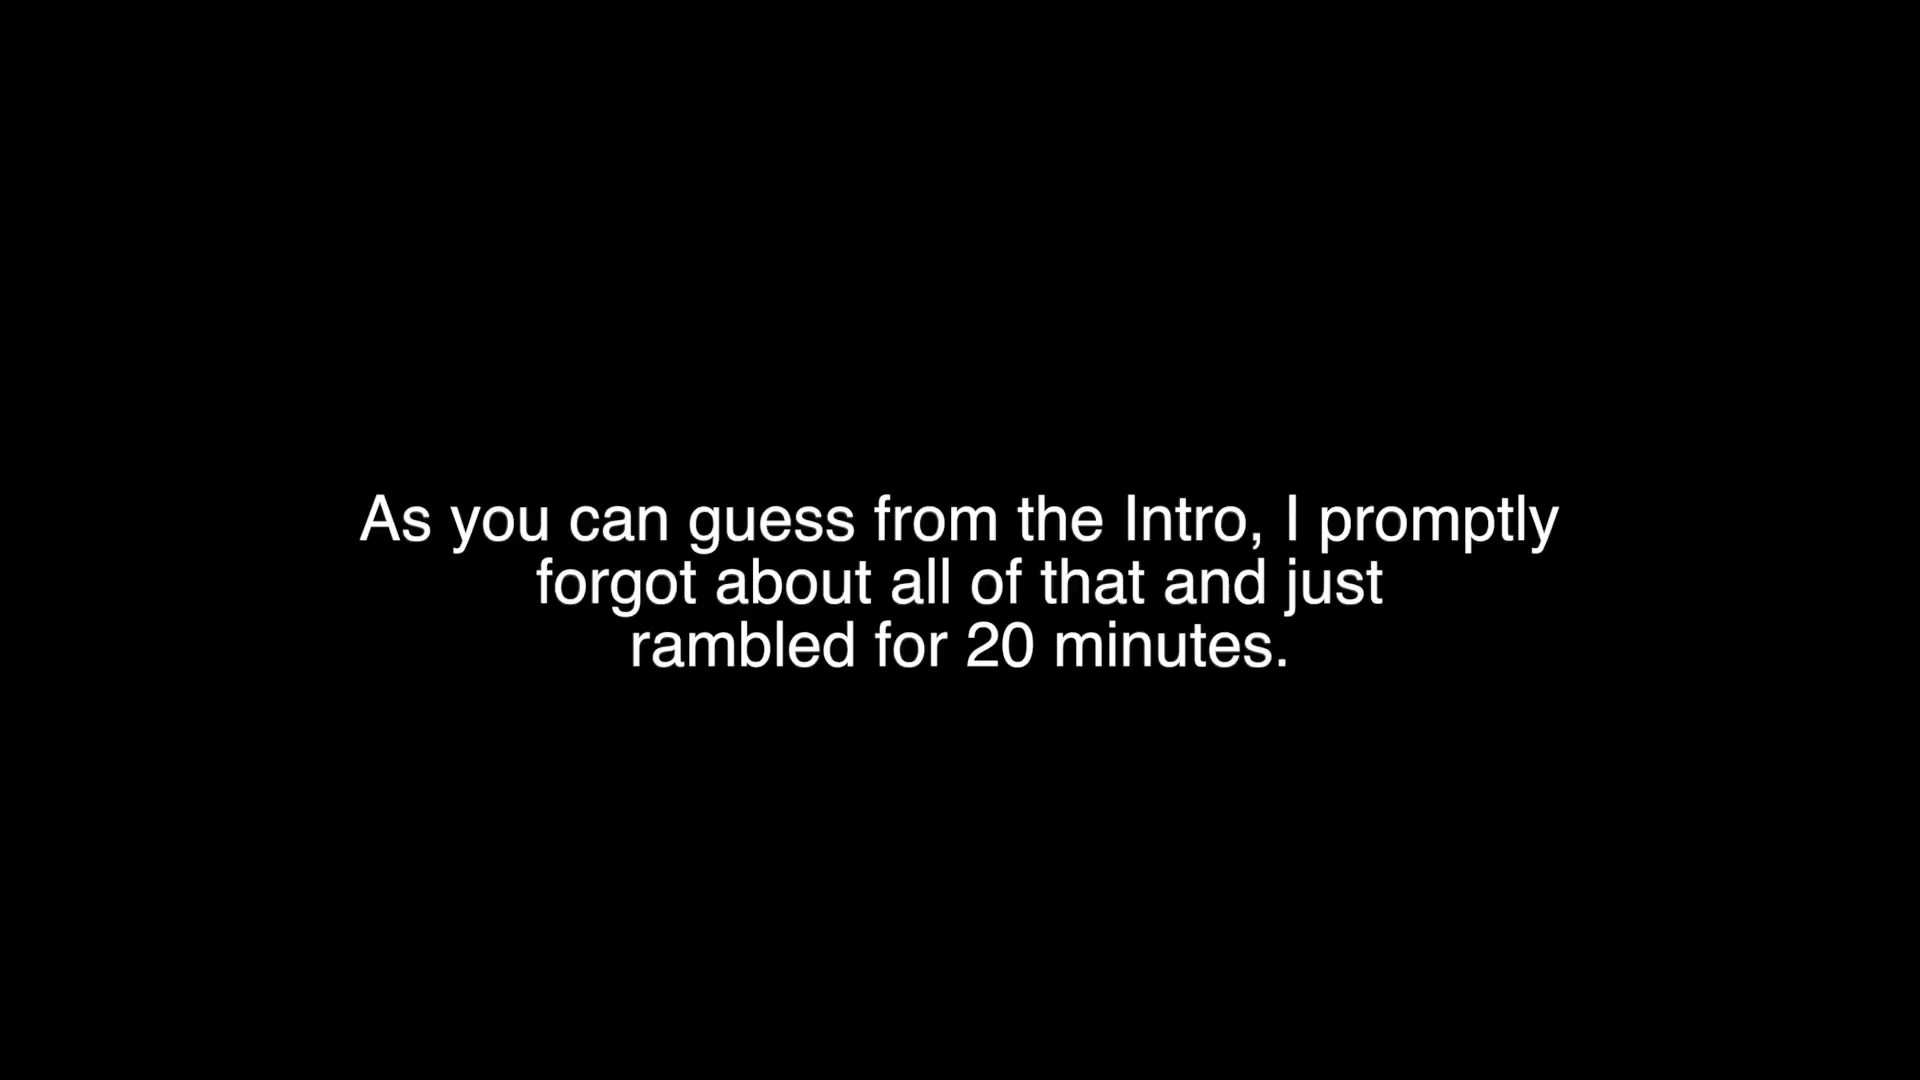 As you can guess from the Intro, I promptly
forgot about all of that and just
rambled for 20 minutes.